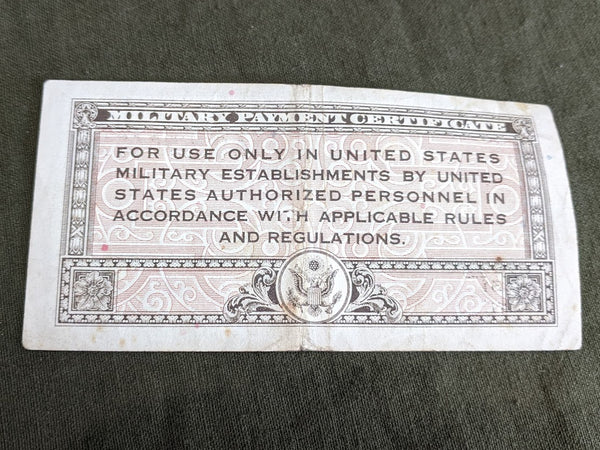 MILITARY PAYMENT CERTIFICATE
FOR USE ONLY IN UNITED STATES
MILITARY ESTABLISHMENTS BY UNITED
STATES AUTHORIZED PERSONNEL IN
ACCORDANCE WITH APPLICABLE RULES
AND REGULATIONS.